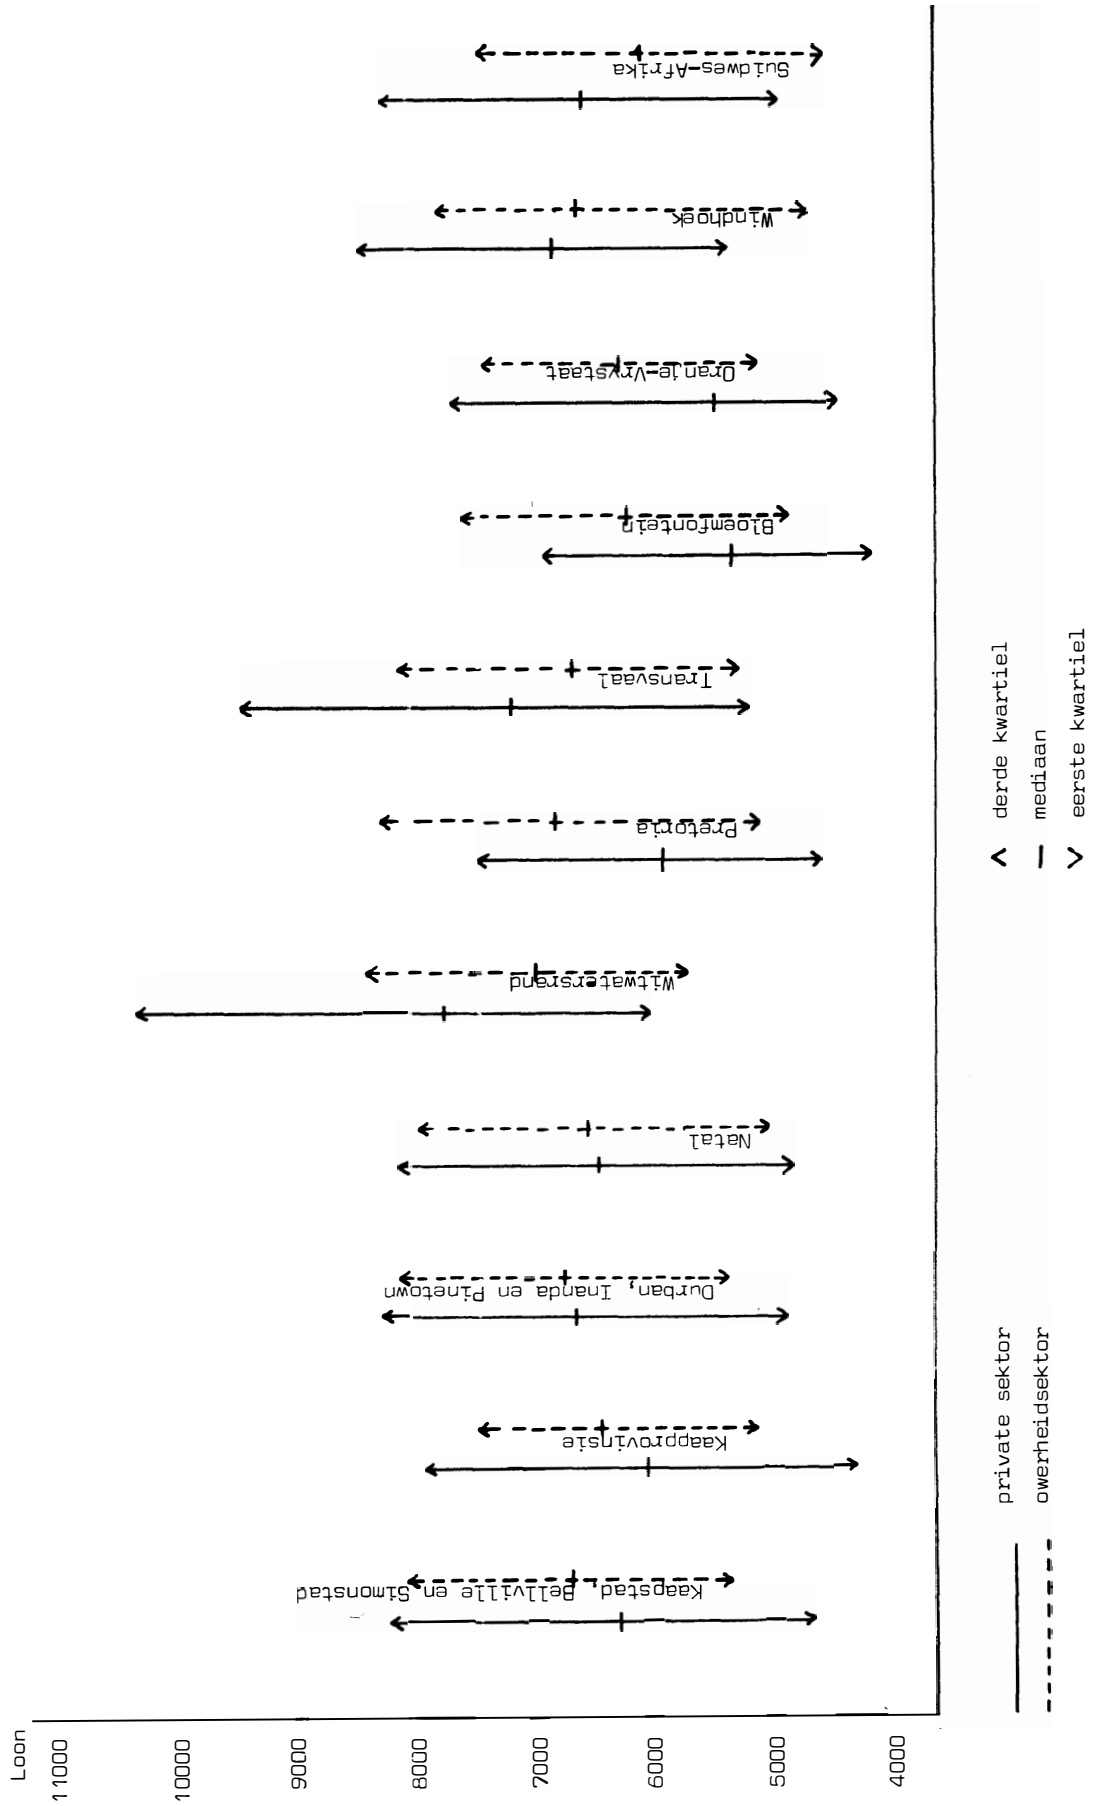 Loon
11000
10000
9000
8000
7000
6000
5000
4000
Kaapstad, Bellville en Simonstad
Kaapprovinsie
Durban, Inanda en Pinetown
Natal
Witwatersrand
Pretoria
Transvaal
Bloemfontein
Oranje-Vrystaat
Windhoek
Suidwes-Afrika
private sektor
owerheidsektor
derde kwartiel
mediaan
eerste kwartiel